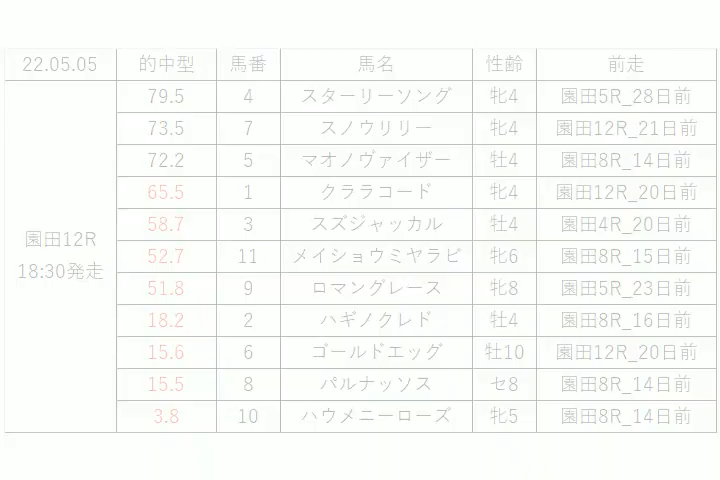 22.05.05 的中型 馬番 馬名 性齢 前走
79.5 4 スターリーソング 牝4 園田5R_28日前
73.5 7 スノウリリー 牝4 園田12R_21日前
72.2 5 マオノヴァイザー 牡4 園田8R_14日前
65.5 1 クララコード 牝4 園田12R_20日前
58.7 3 スズジャッカル 牡4 園田4R_20日前
園田12R
18:30発走
52.7 11 メイショウミヤラビ 牝6 園田8R_15日前
51.8 9 ロマングレース 牝8 園田5R_23日前
18.2 2 ハギノクレド 牡4 園田8R_16日前
15.6 6 ゴールドエッグ 牡10 園田12R_20日前
15.5 8 パルナッソス セ8 園田8R_14日前
3.8 10 ハウメニーローズ 牝5 園田8R_14日前